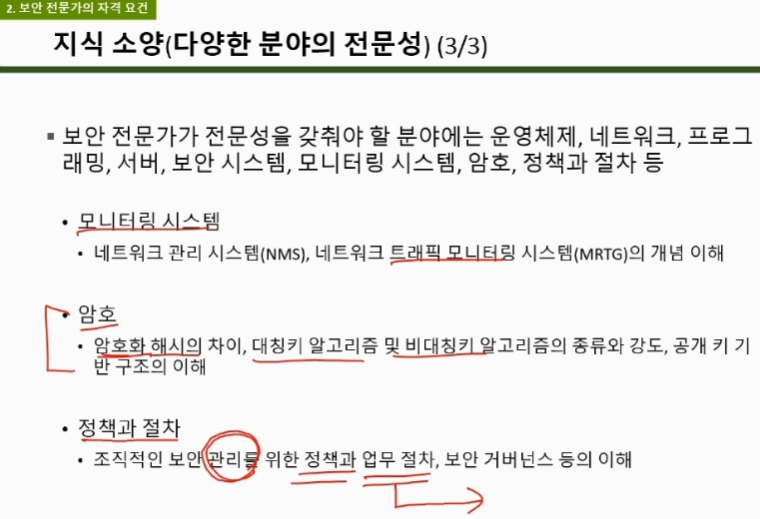 2. 보안 전문가의 자격 요건
지식 소양(다양한 분야의 전문성) (3/3)
▪ 보안 전문가가 전문성을 갖춰야 할 분야에는 운영체제, 네트워크, 프로그
래밍, 서버, 보안 시스템, 모니터링 시스템, 암호, 정책과 절차 등
• 모니터링 시스템
• 네트워크 관리 시스템(NMS), 네트워크 트래픽 모니터링 시스템(MRTG)의 개념 이해
• 암호
• 암호화 해시의 차이, 대칭키 알고리즘 및 비대칭키 알고리즘의 종류와 강도, 공개 키 기
반 구조의 이해
• 정책과 절차
• 조직적인 보안 관리를 위한 정책과 업무 절차, 보안 거버넌스 등의 이해